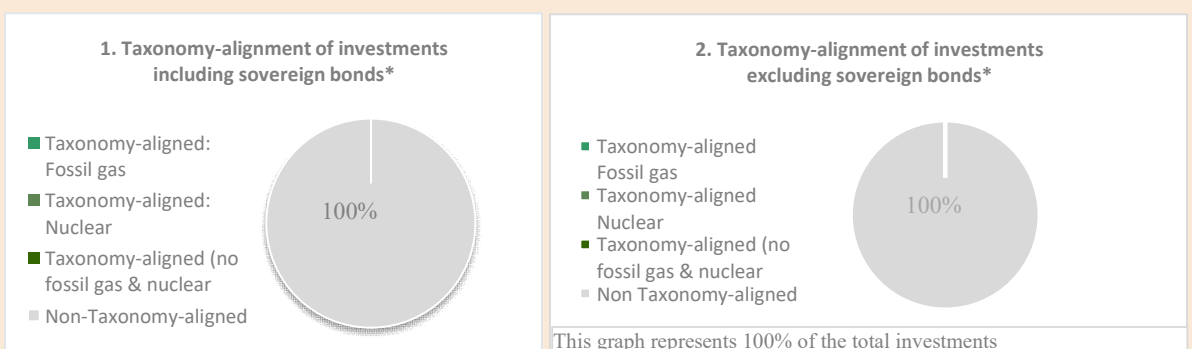 1. Taxonomy-alignment of investments
including sovereign bonds*
Taxonomy-aligned:
Fossil gas
Taxonomy-aligned:
Nuclear
Taxonomy-aligned (no
fossil gas & nuclear
Non-Taxonomy-aligned
100%
2. Taxonomy-alignment of investments
excluding sovereign bonds*
Taxonomy-aligned
Fossil gas
Taxonomy-aligned
Nuclear
Taxonomy-aligned (no
fossil gas & nuclear
Non Taxonomy-aligned
100%
This graph represents 100% of the total investments